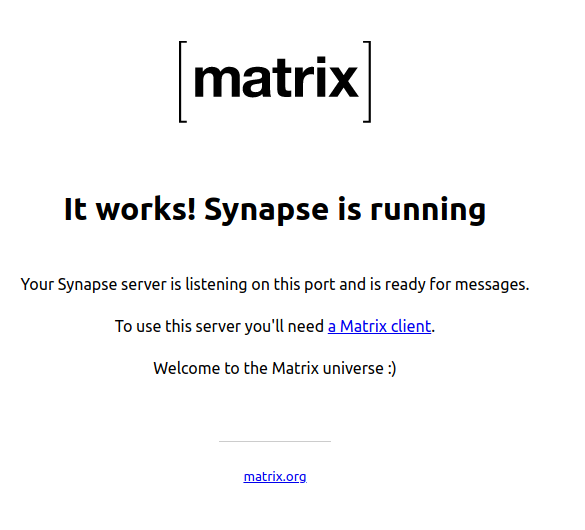 [matrix]
It works! Synapse is running
Your Synapse server is listening on this port and is ready for messages.
To use this server you'll need a Matrix client.
Welcome to the Matrix universe :)
matrix.org